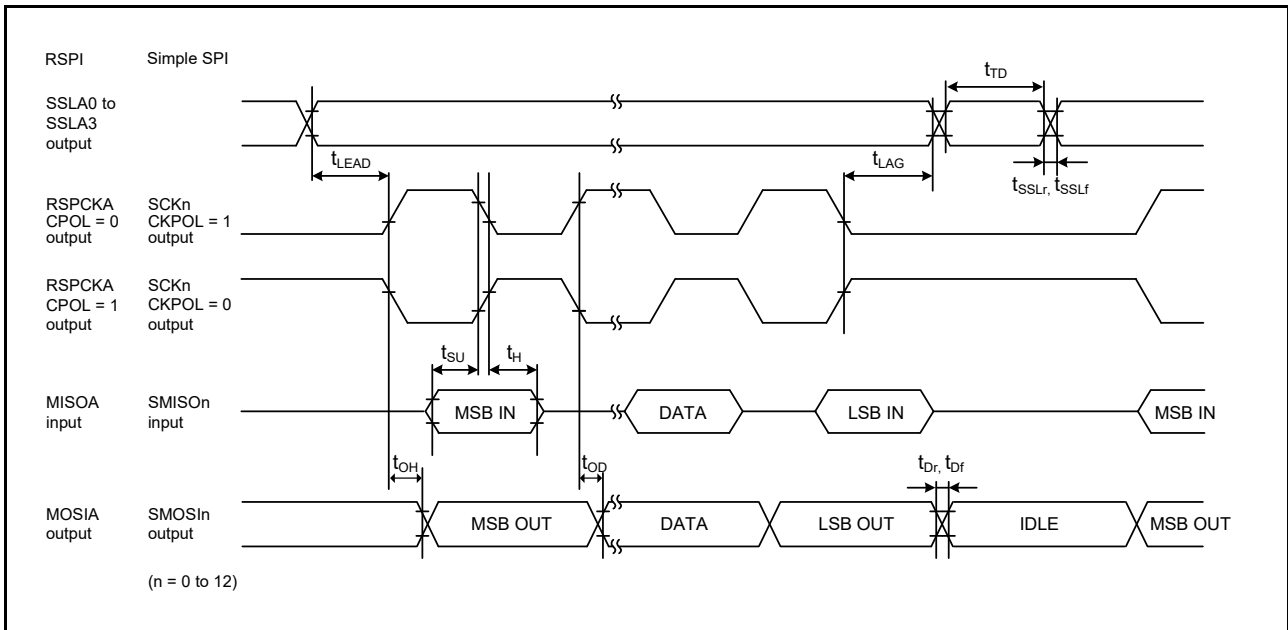 RSPI Simple SPI
SSLA0 to
SSLA3
output
tTD
tLEAD
tLAG
tSSLr, tSSLf
RSPCKA SCKn
CPOL = 0 CKPOL = 1
output output
RSPCKA SCKn
CPOL = 1 CKPOL = 0
output output
tSU tH
MISOA SMISOn
input input
MSB IN DATA LSB IN MSB IN
tOH tOD tDr, tDf
MOSIA SMOSIn
output output
MSB OUT DATA LSB OUT IDLE MSB OUT
(n = 0 to 12)